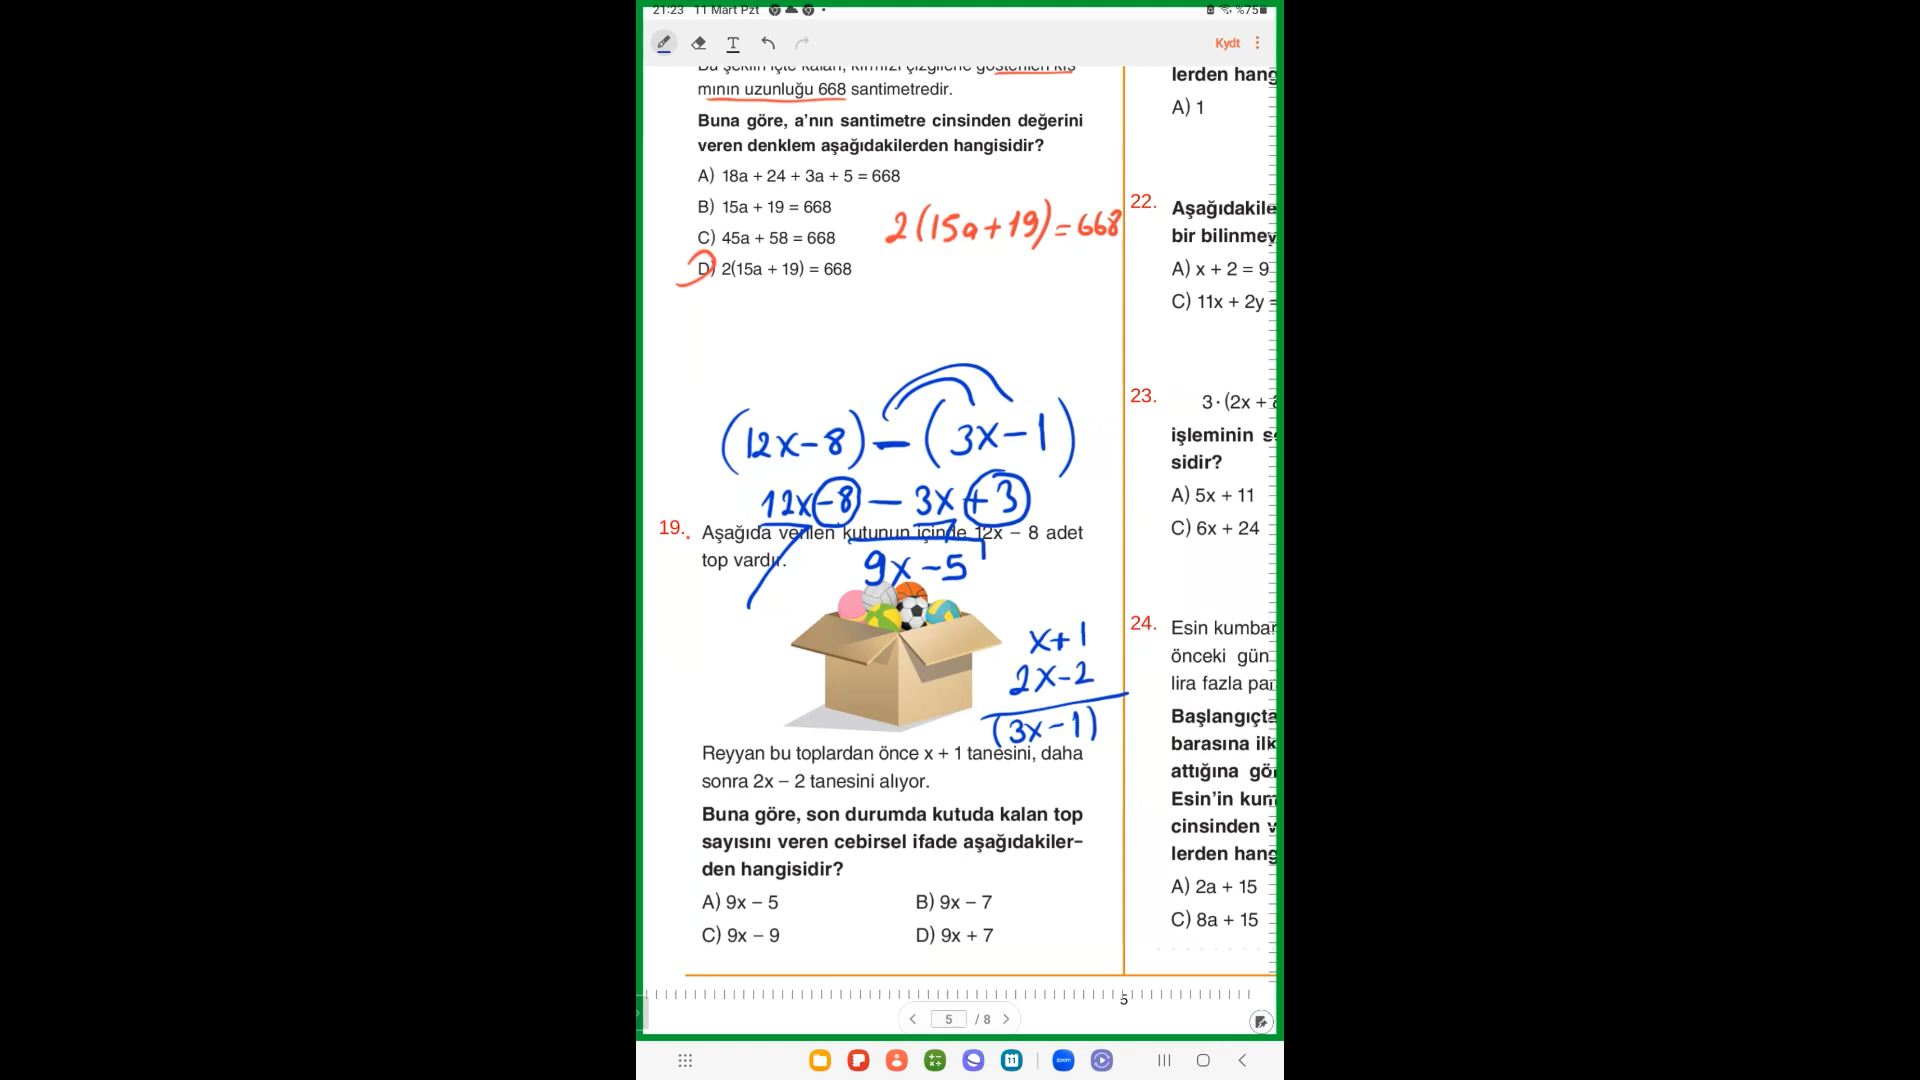 21:23 11 Mart Pzt
%75
Kydt
mının uzunluğu 668 santimetredir.
Buna göre, a’nın santimetre cinsinden değerini
veren denklem aşağıdakilerden hangisidir?
A) 18a + 24 + 3a + 5 = 668
B) 15a + 19 = 668
C) 45a + 58 = 668
D) 2(15a + 19) = 668
2(15a+19)=668
(12x-8)-(3x-1)
12x-8-3x+3
19. Aşağıda verilen kutunun içinde 12x – 8 adet
top vardır.
9x-5
x+1
2x-2
(3x-1)
Reyyan bu toplardan önce x + 1 tanesini, daha
sonra 2x – 2 tanesini alıyor.
Buna göre, son durumda kutuda kalan top
sayısını veren cebirsel ifade aşağıdakiler-
den hangisidir?
A) 9x – 5 B) 9x – 7
C) 9x – 9 D) 9x + 7
lerden hang
A) 1
22. Aşağıdakile
bir bilinmey
A) x + 2 = 9
C) 11x + 2y =
23. 3·(2x +
işleminin s
sidir?
A) 5x + 11
C) 6x + 24
24. Esin kumbar
önceki gün
lira fazla par
Başlangıçta
barasına ilk
attığına gör
Esin’in kum
cinsinden v
lerden hang
A) 2a + 15
C) 8a + 15
5
5 / 8
11
zoom